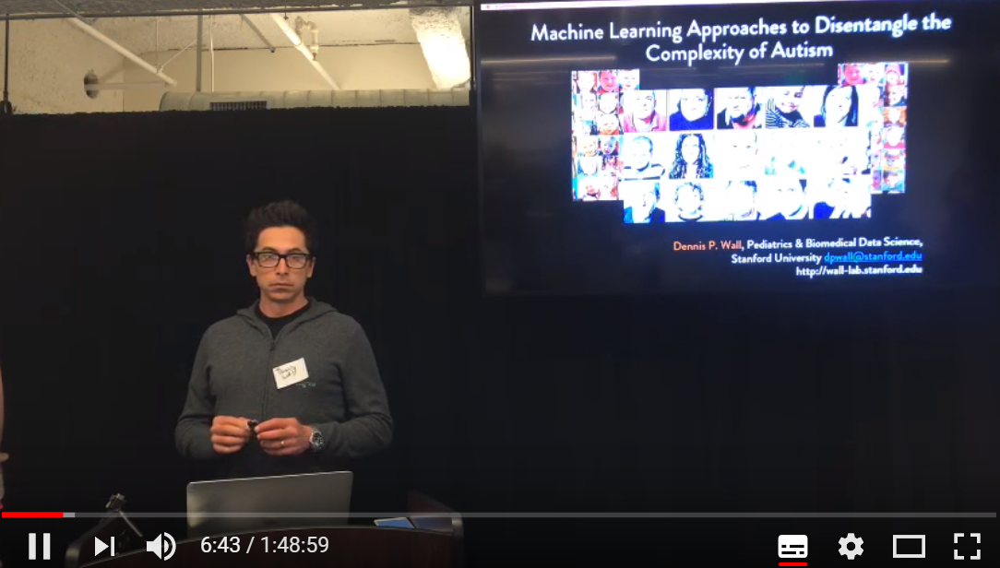 Machine Learning Approaches to Disentangle the
Complexity of Autism
Dennis P. Wall, Pediatrics & Biomedical Data Science,
Stanford University dpwall@stanford.edu
http://wall-lab.stanford.edu
6:43 / 1:48:59